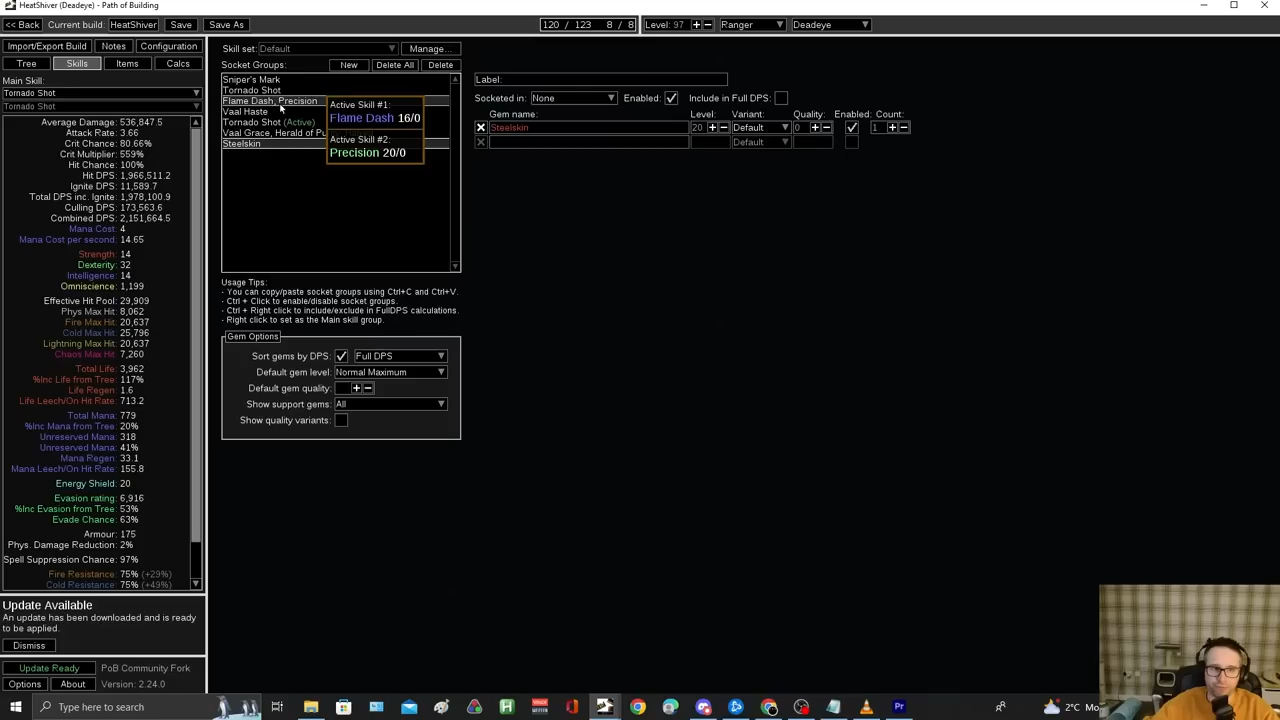 HeatShiver (Deadeye) - Path of Building
<< Back Current build: HeatShiver Save Save As 120 / 123 8 / 8 Level: 97 + − Ranger Deadeye
Import/Export Build Notes Configuration
Tree Skills Items Calcs
Main Skill:
Tornado Shot
Tornado Shot
Average Damage: 536,847.5
Attack Rate: 3.66
Crit Chance: 80.66%
Crit Multiplier: 559%
Hit Chance: 100%
Hit DPS: 1,966,511.2
Ignite DPS: 11,589.7
Total DPS inc. Ignite: 1,978,100.9
Culling DPS: 173,563.6
Combined DPS: 2,151,664.5
Mana Cost: 4
Mana Cost per second: 14.65
Strength: 14
Dexterity: 32
Intelligence: 14
Omniscience: 1,199
Effective Hit Pool: 29,909
Phys Max Hit: 8,062
Fire Max Hit: 20,637
Cold Max Hit: 25,796
Lightning Max Hit: 20,637
Chaos Max Hit: 7,260
Total Life: 3,962
%Inc Life from Tree: 117%
Life Regen: 1.6
Life Leech/On Hit Rate: 713.2
Total Mana: 779
%Inc Mana from Tree: 20%
Unreserved Mana: 318
Unreserved Mana: 41%
Mana Regen: 33.1
Mana Leech/On Hit Rate: 155.8
Energy Shield: 20
Evasion rating: 6,916
%Inc Evasion from Tree: 53%
Evade Chance: 63%
Armour: 175
Phys. Damage Reduction: 2%
Spell Suppression Chance: 97%
Fire Resistance: 75% (+29%)
Cold Resistance: 75% (+49%)
Update Available
An update has been downloaded and is ready
to be applied.
Dismiss
Update Ready PoB Community Fork
Options About Version: 2.24.0
Skill set: Default Manage...
Socket Groups: New Delete All Delete
Sniper's Mark
Tornado Shot
Flame Dash, Precision
Vaal Haste
Tornado Shot (Active)
Vaal Grace, Herald of Pu
Steelskin
Active Skill #1:
Flame Dash 16/0
Active Skill #2:
Precision 20/0
Usage Tips:
- You can copy/paste socket groups using Ctrl+C and Ctrl+V.
- Ctrl + Click to enable/disable socket groups.
- Ctrl + Right click to include/exclude in FullDPS calculations.
- Right click to set as the Main skill group.
Gem Options
Sort gems by DPS: Full DPS
Default gem level: Normal Maximum
Default gem quality: + −
Show support gems: All
Show quality variants:
Label:
Socketed in: None Enabled: Include in Full DPS:
Gem name: Level: Variant: Quality: Enabled: Count:
Steelskin 20 + − Default 0 + − 1 + −
Default
Type here to search
2°C